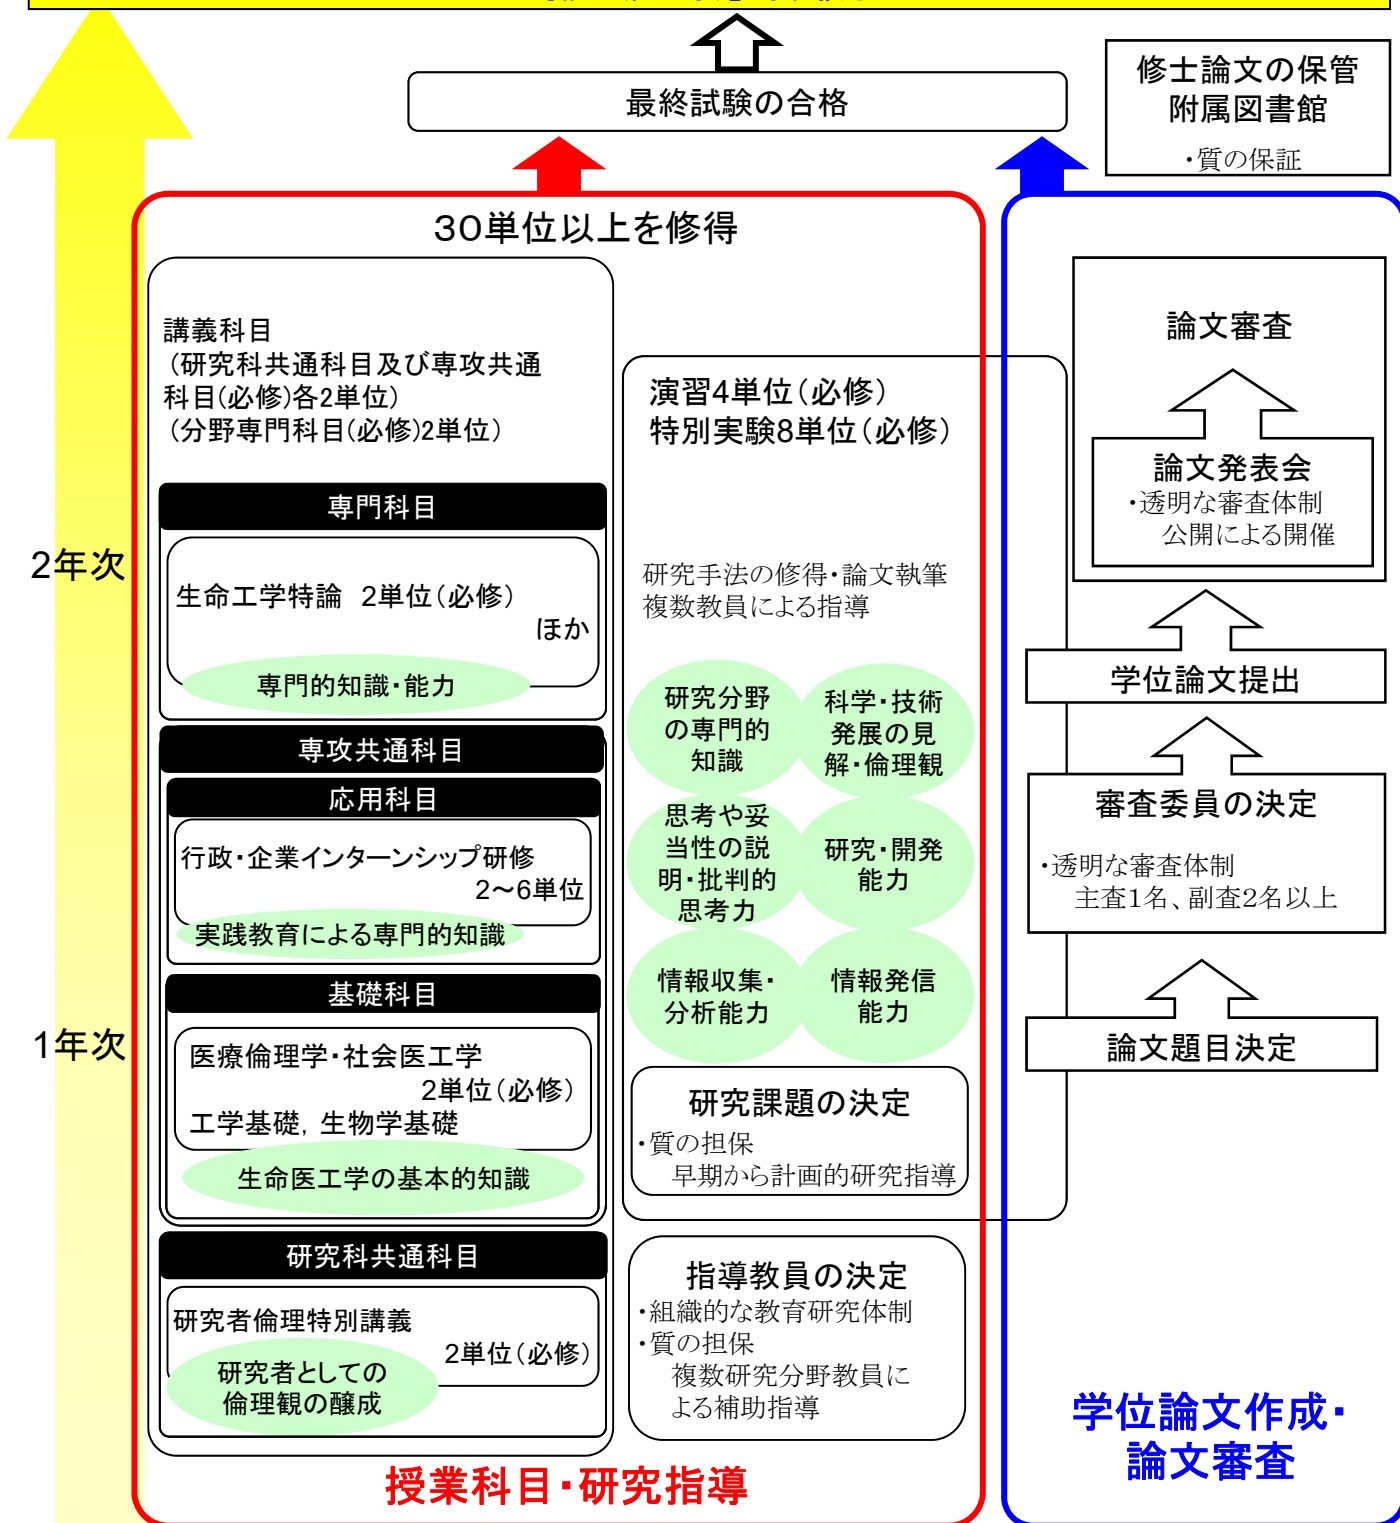 最終試験の合格
修士論文の保管
附属図書館
・質の保証
30単位以上を修得
講義科目
(研究科共通科目及び専攻共通
科目(必修)各2単位)
(分野専門科目(必修)2単位)
専門科目
生命工学特論 2単位(必修)
ほか
専門的知識・能力
専攻共通科目
応用科目
行政・企業インターンシップ研修
2~6単位
実践教育による専門的知識
基礎科目
医療倫理学・社会医工学
2単位(必修)
工学基礎, 生物学基礎
生命医工学の基本的知識
研究科共通科目
研究者倫理特別講義
2単位(必修)
研究者としての
倫理観の醸成
2年次
1年次
演習4単位(必修)
特別実験8単位(必修)
研究手法の修得・論文執筆
複数教員による指導
研究分野
の専門的
知識
科学・技術
発展の見
解・倫理観
思考や妥
当性の説
明・批判的
思考力
研究・開発
能力
情報収集・
分析能力
情報発信
能力
研究課題の決定
・質の担保
早期から計画的研究指導
指導教員の決定
・組織的な教育研究体制
・質の担保
複数研究分野教員に
よる補助指導
授業科目・研究指導
論文審査
論文発表会
・透明な審査体制
公開による開催
学位論文提出
審査委員の決定
・透明な審査体制
主査1名、副査2名以上
論文題目決定
学位論文作成・
論文審査